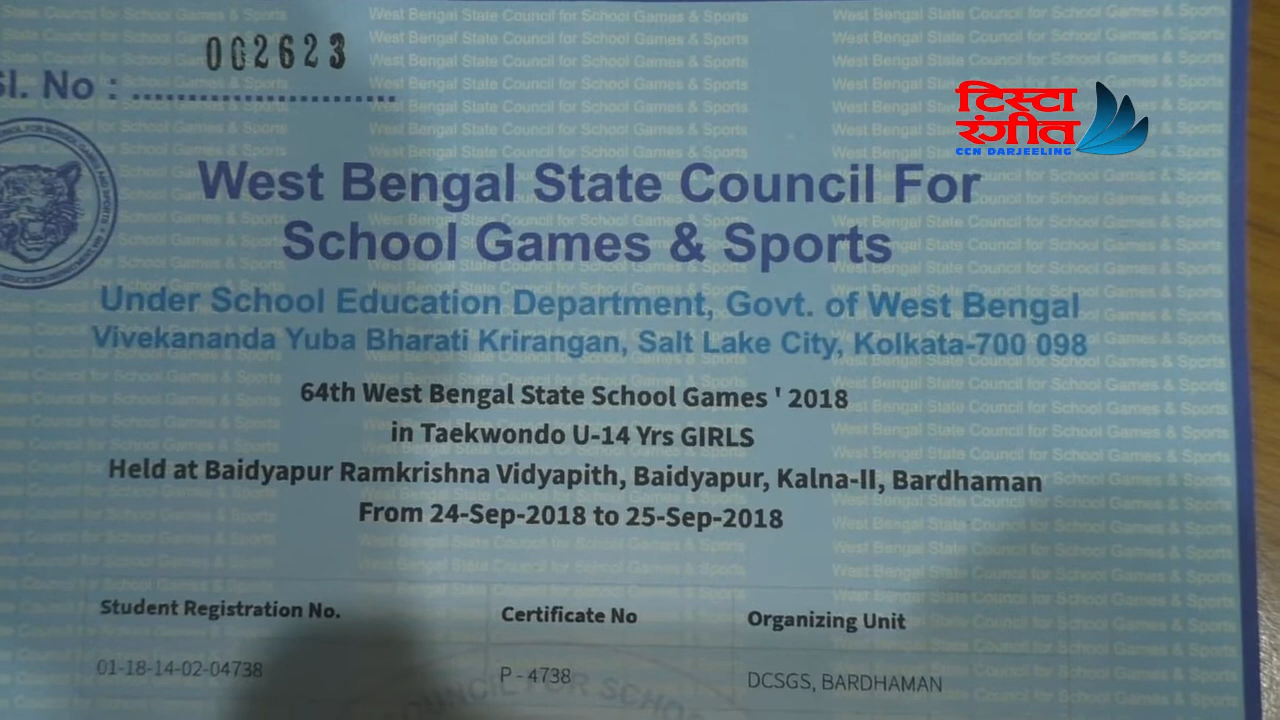 002623
Sl. No : ........................
टिस्टा
रंगीत
CCN DARJEELING
West Bengal State Council For
School Games & Sports
Under School Education Department, Govt. of West Bengal
Vivekananda Yuba Bharati Krirangan, Salt Lake City, Kolkata-700 098
64th West Bengal State School Games ' 2018
in Taekwondo U-14 Yrs GIRLS
Held at Baidyapur Ramkrishna Vidyapith, Baidyapur, Kalna-II, Bardhaman
From 24-Sep-2018 to 25-Sep-2018
Student Registration No. Certificate No Organizing Unit
01-18-14-02-04738 P - 4738 DCSGS, BARDHAMAN